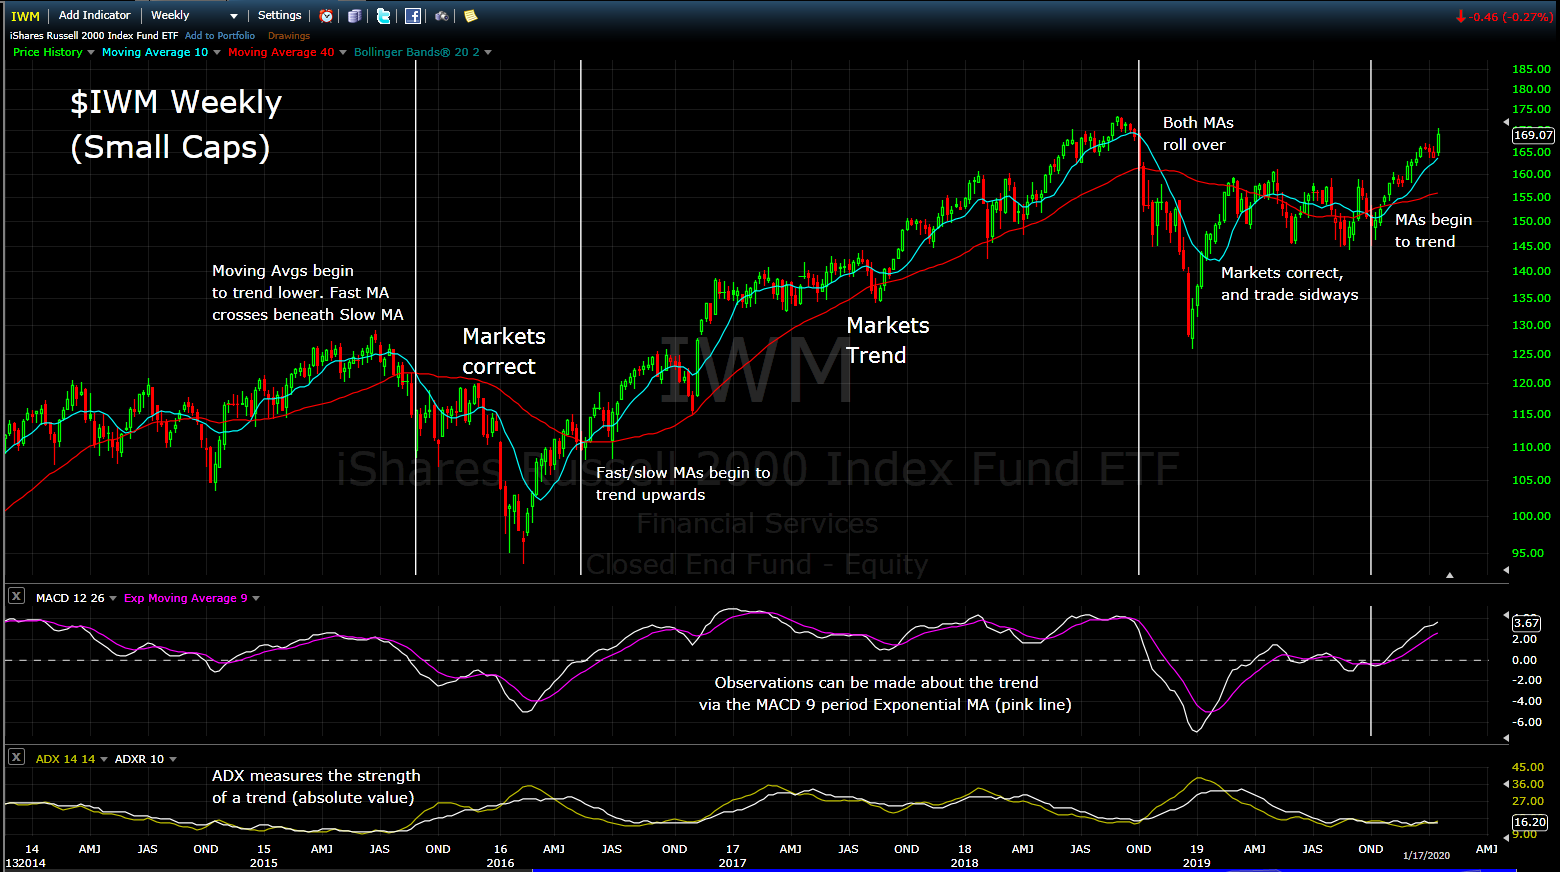 IWM Add Indicator Weekly Settings
-0.46 (-0.27%)
iShares Russell 2000 Index Fund ETF Add to Portfolio Drawings
Price History Moving Average 10 Moving Average 40 Bollinger Bands® 20 2
$IWM Weekly
(Small Caps)
Both MAs
roll over
MAs begin
to trend
Markets correct,
and trade sidways
Moving Avgs begin
to trend lower. Fast MA
crosses beneath Slow MA
Markets
correct
Markets
Trend
Fast/slow MAs begin to
trend upwards
IWM
iShares Russell 2000 Index Fund ETF
Financial Services
Closed End Fund - Equity
185.00
180.00
175.00
169.07
165.00
160.00
155.00
150.00
145.00
140.00
135.00
130.00
125.00
120.00
115.00
110.00
105.00
100.00
95.00
X MACD 12 26 Exp Moving Average 9
Observations can be made about the trend
via the MACD 9 period Exponential MA (pink line)
3.67
2.00
0.00
-2.00
-4.00
-6.00
X ADX 14 14 ADXR 10
ADX measures the strength
of a trend (absolute value)
45.00
36.00
27.00
16.20
9.00
14 AMJ JAS OND 15 AMJ JAS OND 16 AMJ JAS OND AMJ JAS OND 18 AMJ JAS OND AMJ JAS OND AMJ
132014 2015 2016 2017 2018 2019 1/17/2020